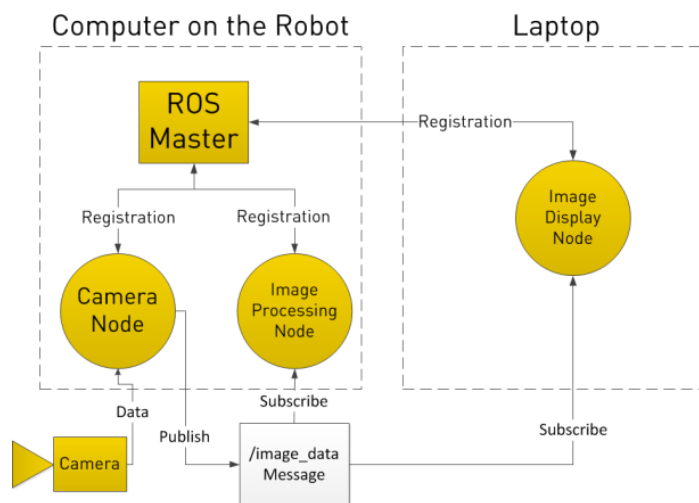 Computer on the Robot
Laptop
ROS
Master
Registration
Registration
Registration
Image
Display
Node
Camera
Node
Image
Processing
Node
Data
Publish
Subscribe
Subscribe
Camera
/image_data
Message